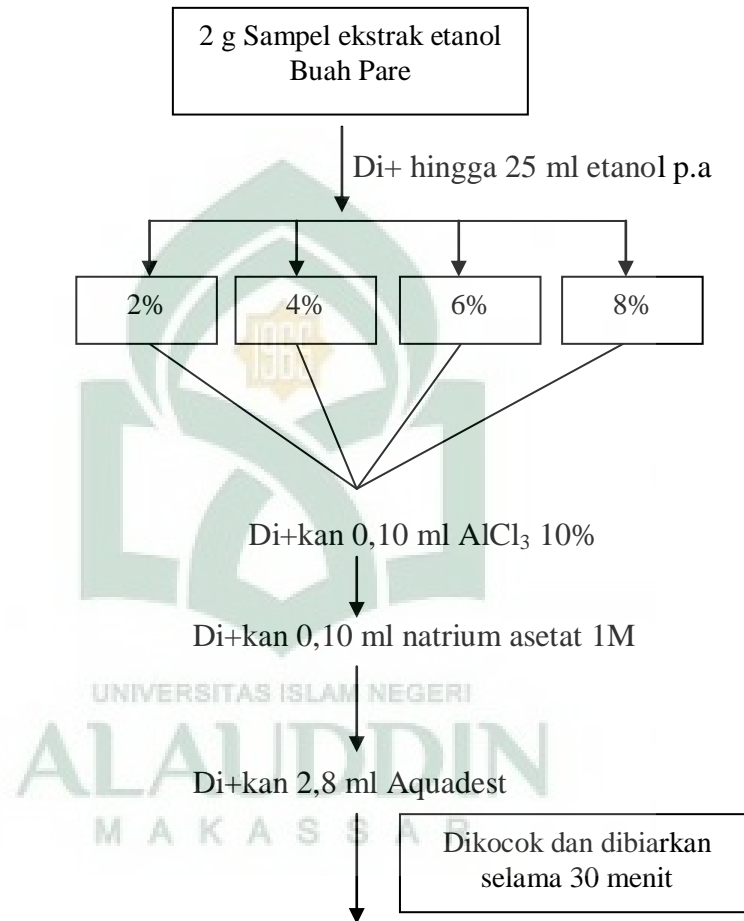 2 g Sampel ekstrak etanol
Buah Pare
Di+ hingga 25 ml etanol p.a
2% 4% 6% 8%
1965
Di+kan 0,10 ml AlCl₃ 10%
Di+kan 0,10 ml natrium asetat 1M
UNIVERSITAS ISLAM NEGERI
ALAUDDIN
Di+kan 2,8 ml Aquadest
MAKASSAR
Dikocok dan dibiarkan
selama 30 menit